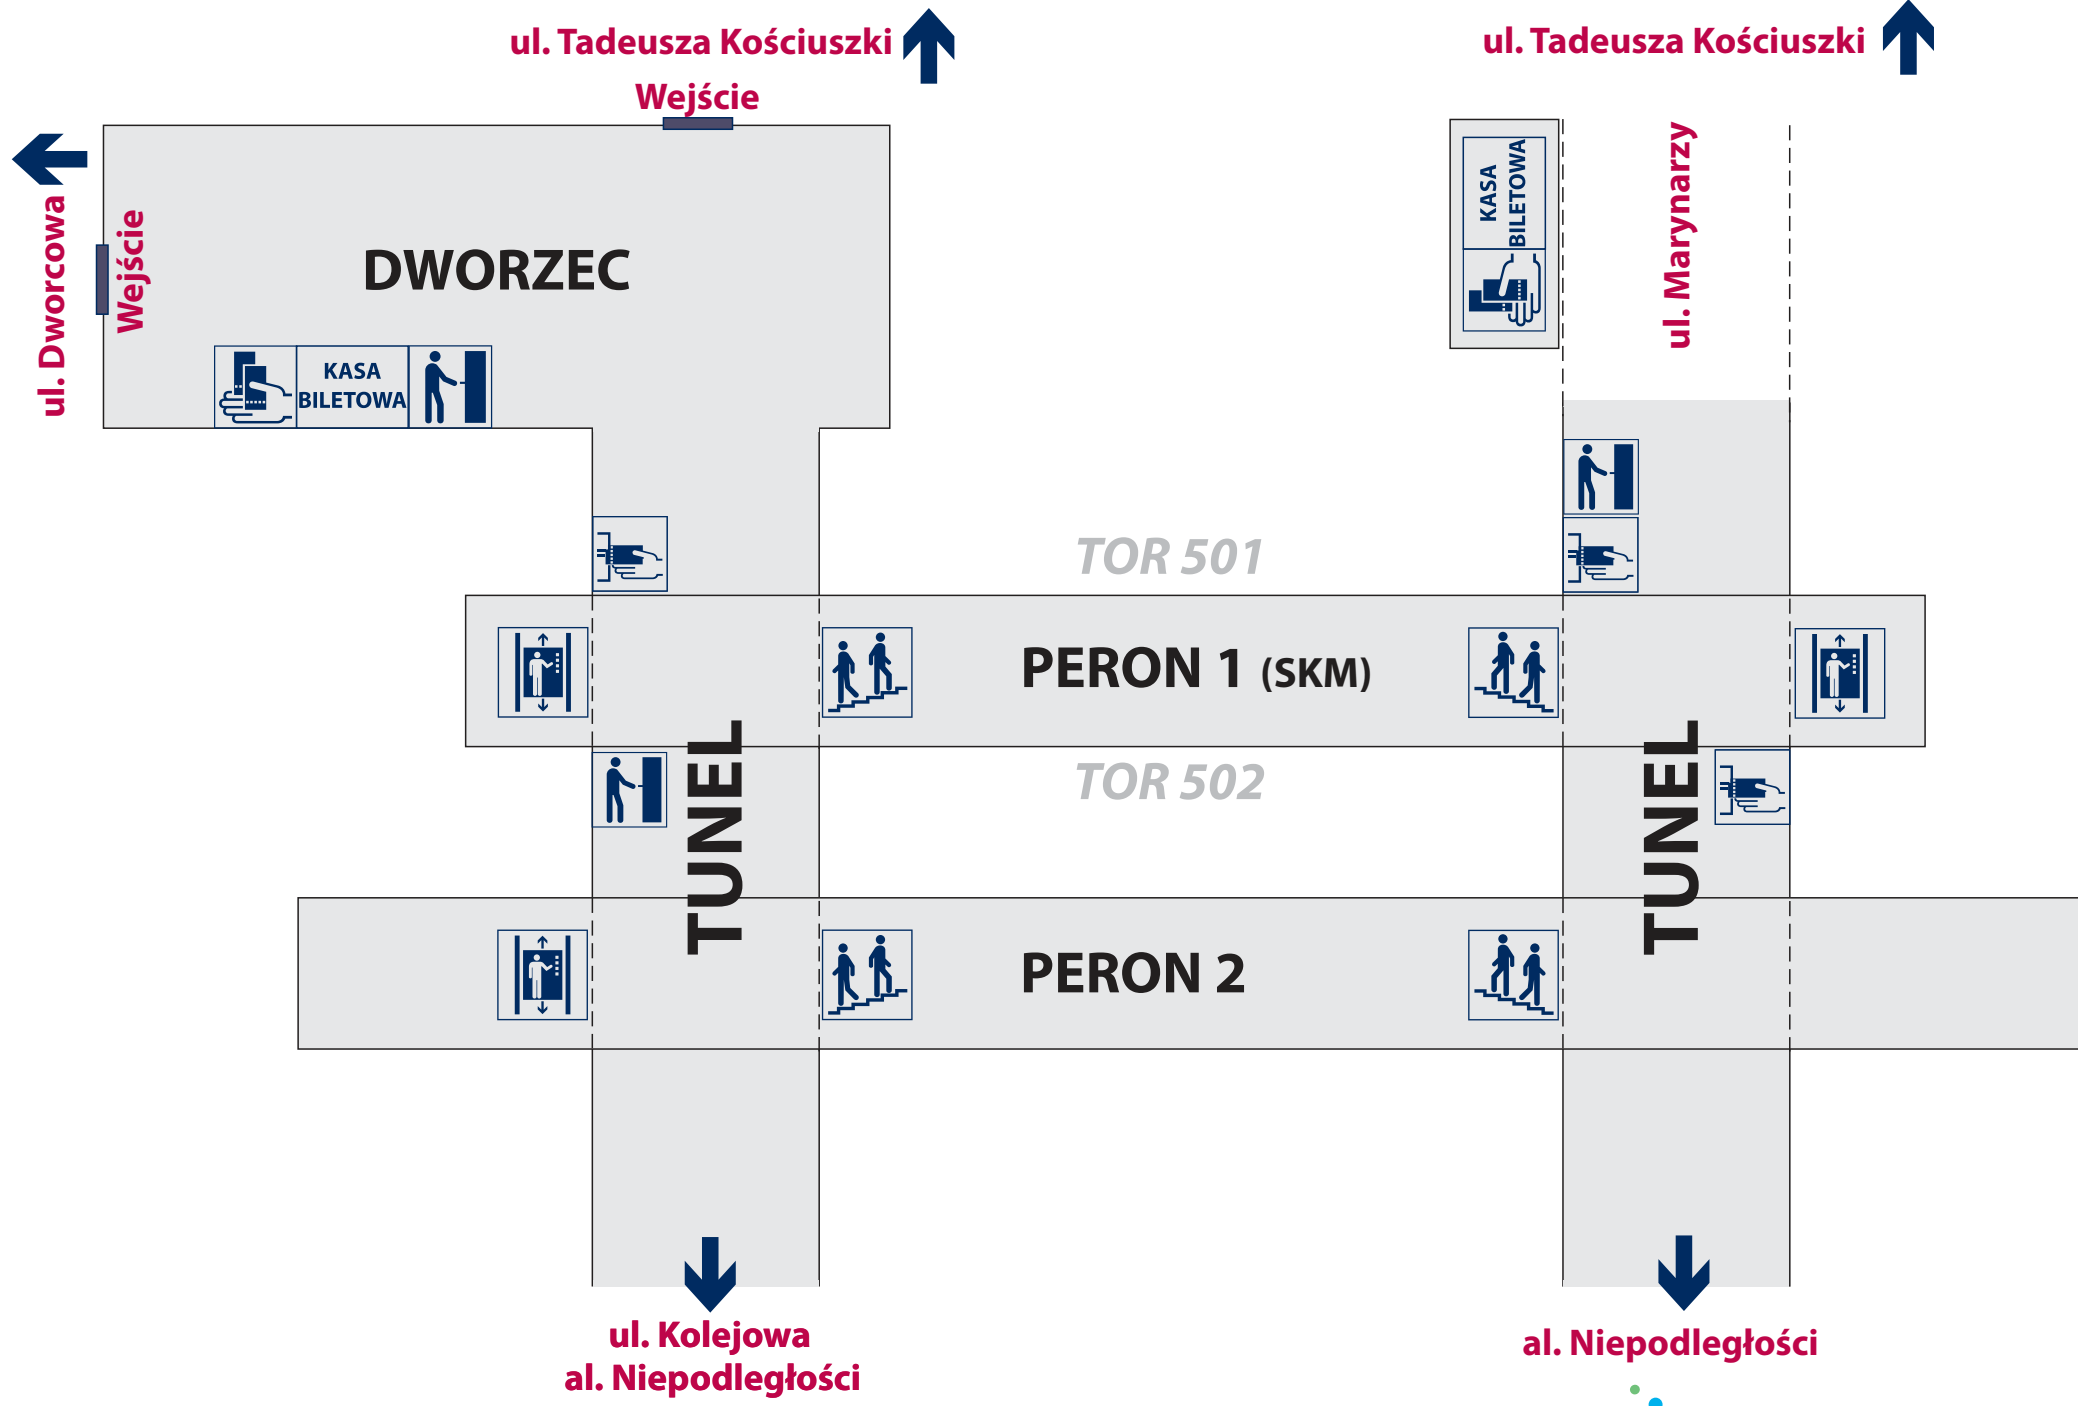 ul. Tadeusza Kościuszki
ul. Tadeusza Kościuszki
Wejście
ul. Dworcowa
Wejście
DWORZEC
KASA
BILETOWA
KASA
BILETOWA
ul. Marynarzy
TOR 501
PERON 1 (SKM)
TOR 502
TUNEL
TUNEL
PERON 2
ul. Kolejowa
al. Niepodległości
al. Niepodległości